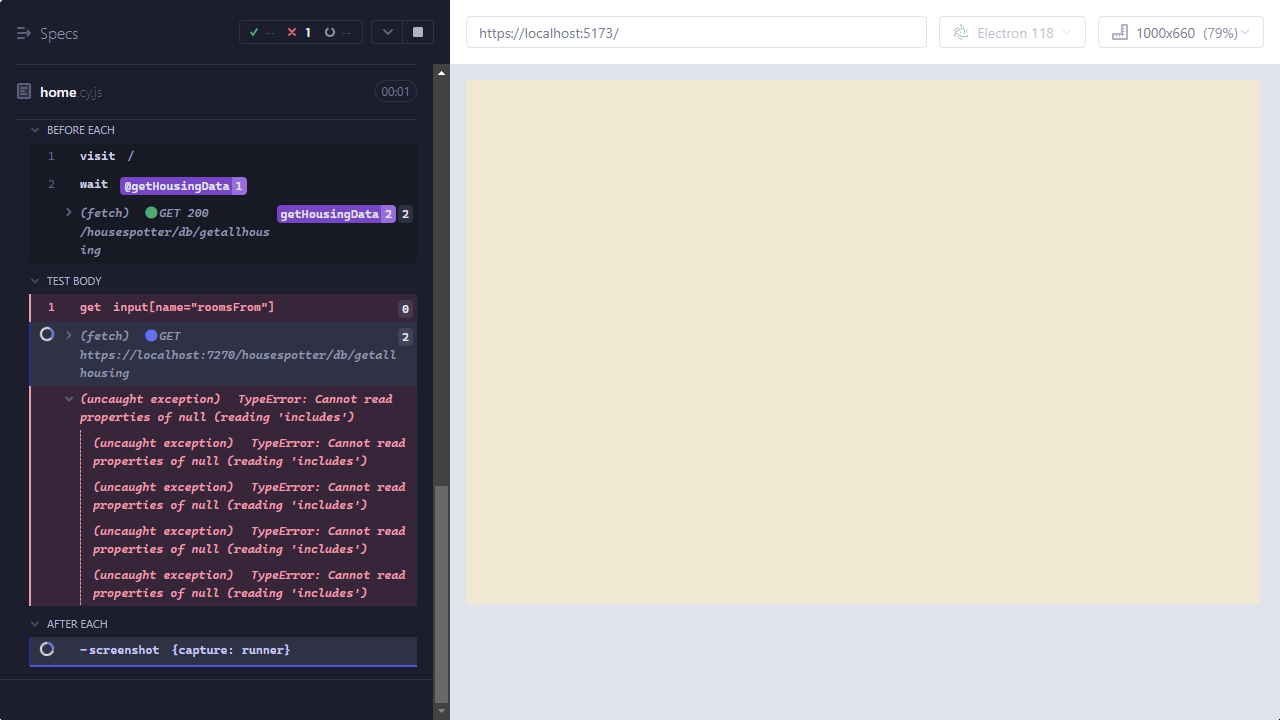 Specs
-- 1 --
https://localhost:5173/
Electron 118
1000x660 (79%)
home.cy.js
00:01
BEFORE EACH
1 visit /
2 wait @getHousingData 1
(fetch) GET 200 getHousingData 2 2
/housespotter/db/getallhous
ing
TEST BODY
1 get input[name="roomsFrom"] 0
(fetch) GET 2
https://localhost:7270/housespotter/db/getall
housing
(uncaught exception) TypeError: Cannot read
properties of null (reading 'includes')
(uncaught exception) TypeError: Cannot read
properties of null (reading 'includes')
(uncaught exception) TypeError: Cannot read
properties of null (reading 'includes')
(uncaught exception) TypeError: Cannot read
properties of null (reading 'includes')
(uncaught exception) TypeError: Cannot read
properties of null (reading 'includes')
AFTER EACH
-screenshot {capture: runner}